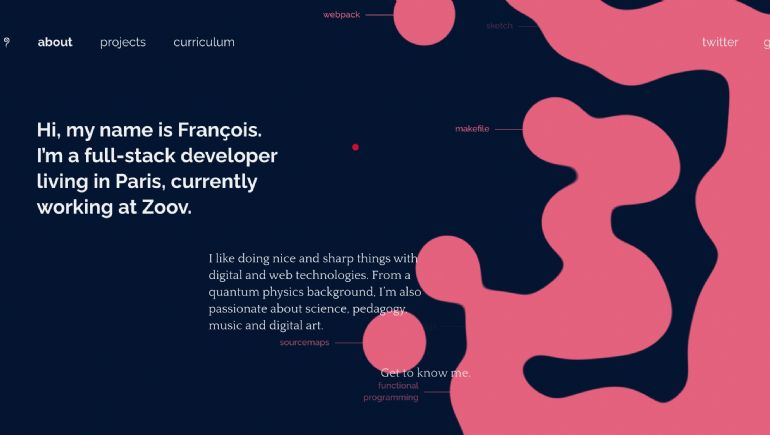 webpack
sketch
about
projects
curriculum
twitter
g
makefile
Hi, my name is François.
I'm a full-stack developer
living in Paris, currently
working at Zoov.
I like doing nice and sharp things with
digital and web technologies. From a
quantum physics background, I'm also
passionate about science, pedagogy,
music and digital art.
sourcemaps
Get to know me.
functional
programming